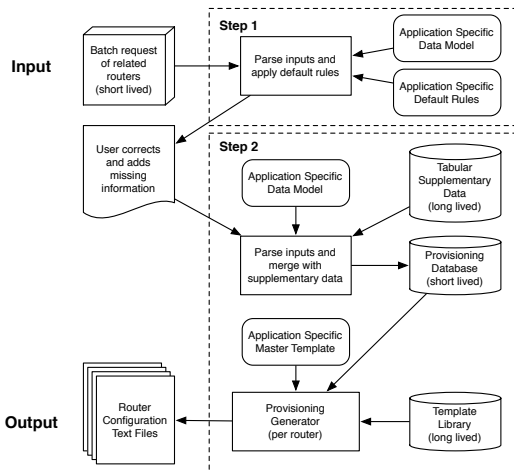 Step 1
Input
Batch request
of related
routers
(short lived)
Parse inputs and
apply default rules
Application Specific
Data Model
Application Specific
Default Rules
User corrects
and adds
missing
information
Step 2
Application Specific
Data Model
Tabular
Supplementary
Data
(long lived)
Parse inputs and
merge with
supplementary data
Provisioning
Database
(short lived)
Application Specific
Master Template
Output
Router
Configuration
Text Files
Provisioning
Generator
(per router)
Template
Library
(long lived)